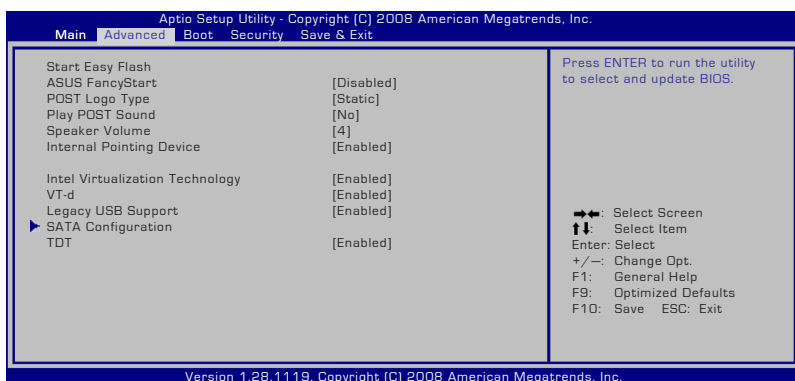 Aptio Setup Utility - Copyright (C) 2008 American Megatrends, Inc.
Main Advanced Boot Security Save & Exit
Start Easy Flash
ASUS FancyStart [Disabled]
POST Logo Type [Static]
Play POST Sound [No]
Speaker Volume [4]
Internal Pointing Device [Enabled]
Intel Virtualization Technology [Enabled]
VT-d [Enabled]
Legacy USB Support [Enabled]
SATA Configuration
TDT [Enabled]
Press ENTER to run the utility
to select and update BIOS.
→←: Select Screen
↑↓: Select Item
Enter: Select
+/—: Change Opt.
F1: General Help
F9: Optimized Defaults
F10: Save ESC: Exit
Version 1.28.1119. Copyright (C) 2008 American Megatrends, Inc.